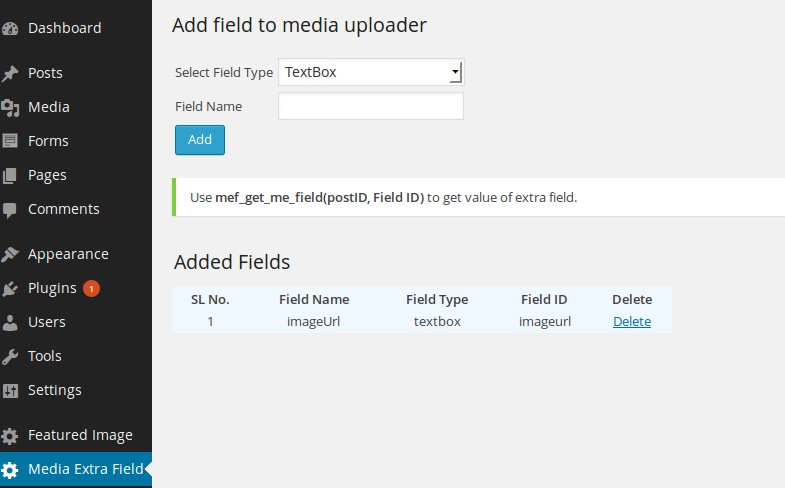 Dashboard
Posts
Media
Forms
Pages
Comments
Appearance
Plugins 1
Users
Tools
Settings
Featured Image
Media Extra Field
Add field to media uploader
Select Field Type TextBox
Field Name
Add
Use mef_get_me_field(postID, Field ID) to get value of extra field.
Added Fields
SL No. Field Name Field Type Field ID Delete
1 imageUrl textbox imageurl Delete